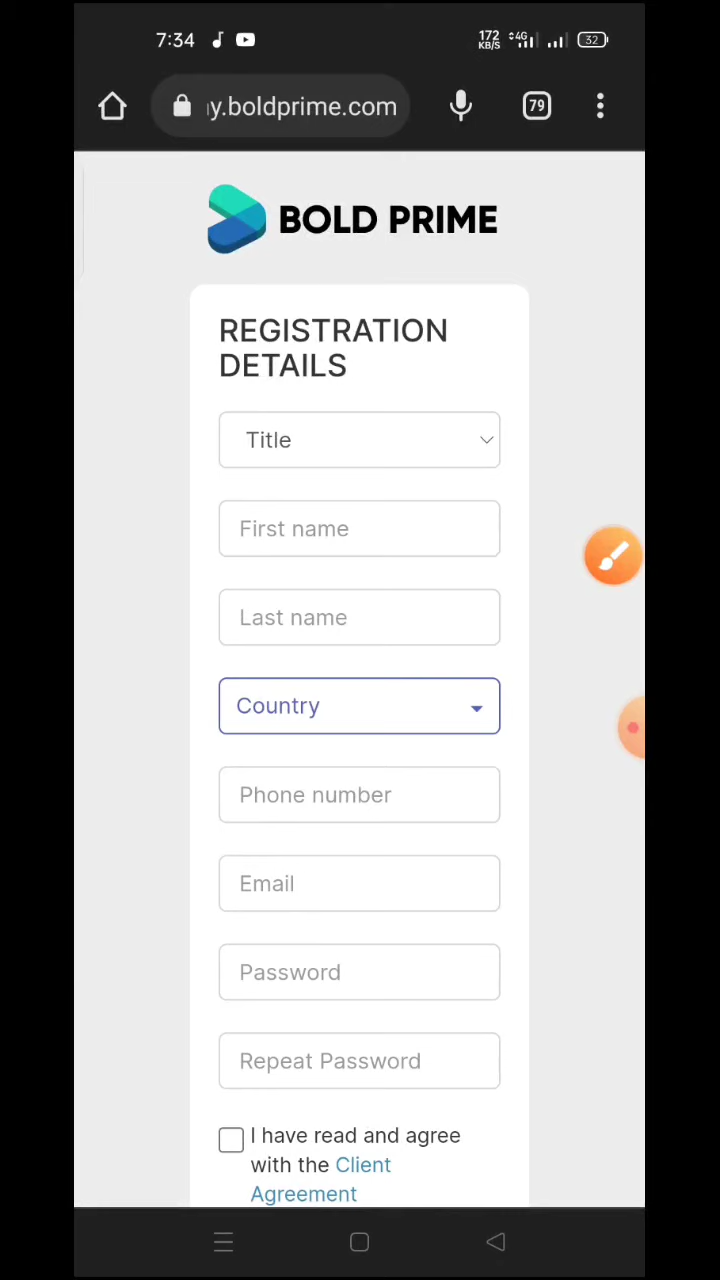 7:34
172 KB/S 4G 32
y.boldprime.com
79
BOLD PRIME
REGISTRATION
DETAILS
Title
First name
Last name
Country
Phone number
Email
Password
Repeat Password
I have read and agree
with the Client
Agreement